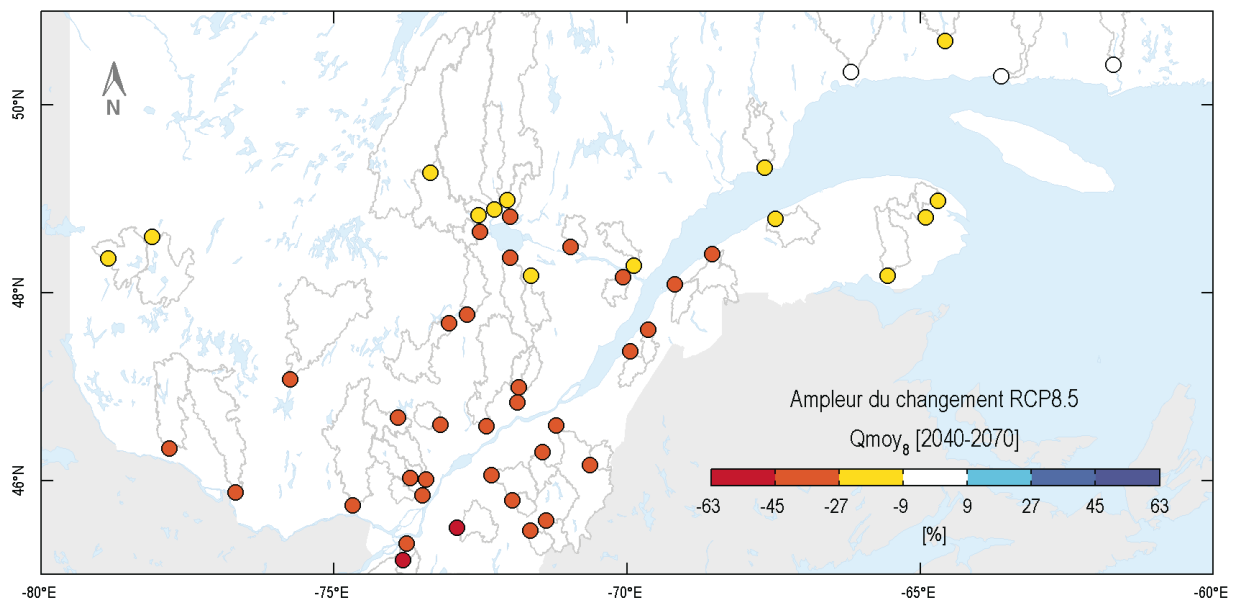 50°N
48°N
46°N
N
Ampleur du changement RCP8.5
Qmoy₈ [2040-2070]
-63 -45 -27 -9 9 27 45 63
[%]
-80°E -75°E -70°E -65°E -60°E